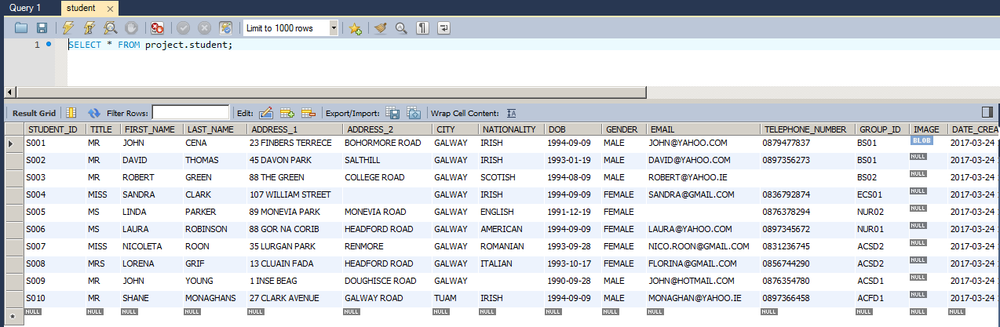 Query 1 student ×
Limit to 1000 rows
1 SELECT * FROM project.student;
Result Grid Filter Rows: Edit: Export/Import: Wrap Cell Content: IA
STUDENT_ID TITLE FIRST_NAME LAST_NAME ADDRESS_1 ADDRESS_2 CITY NATIONALITY DOB GENDER EMAIL TELEPHONE_NUMBER GROUP_ID IMAGE DATE_CREA
S001 MR JOHN CENA 23 FINBERS TERRECE BOHORMORE ROAD GALWAY IRISH 1994-09-09 MALE JOHN@YAHOO.COM 0879477837 BS01 BLOB 2017-03-24
S002 MR DAVID THOMAS 45 DAVON PARK SALTHILL GALWAY IRISH 1993-01-19 MALE DAVID@YAHOO.COM 0897356273 BS01 NULL 2017-03-24
S003 MR ROBERT GREEN 88 THE GREEN COLLEGE ROAD GALWAY SCOTISH 1994-08-09 MALE ROBERT@YAHOO.IE BS02 NULL 2017-03-24
S004 MISS SANDRA CLARK 107 WILLIAM STREET GALWAY IRISH 1994-09-09 FEMALE SANDRA@GMAIL.COM 0836792874 ECS01 NULL 2017-03-24
S005 MS LINDA PARKER 89 MONEVIA PARK MONEVIA ROAD GALWAY ENGLISH 1991-12-19 FEMALE 0876378294 NUR02 NULL 2017-03-24
S006 MS LAURA ROBINSON 88 GOR NA CORIB HEADFORD ROAD GALWAY AMERICAN 1994-09-09 FEMALE LAURA@YAHOO.COM 0897345672 NUR01 NULL 2017-03-24
S007 MISS NICOLETA ROON 35 LURGAN PARK RENMORE GALWAY ROMANIAN 1993-09-28 FEMALE NICO.ROON@GMAIL.COM 0831236745 ACSD2 NULL 2017-03-24
S008 MRS LORENA GRIF 13 CLUAIN FADA HEADFORD ROAD GALWAY ITALIAN 1993-10-17 FEMALE FLORINA@GMAIL.COM 0856744290 ACSD2 NULL 2017-03-24
S009 MR JOHN YOUNG 1 INSE BEAG DOUGHISCE ROAD GALWAY 1990-09-28 MALE JOHN@HOTMAIL.COM 0876354780 ACSD1 NULL 2017-03-24
S010 MR SHANE MONAGHANS 27 CLARK AVENUE GALWAY ROAD TUAM IRISH 1994-09-09 MALE MONAGHAN@YAHOO.IE 0897366458 ACFD1 NULL 2017-03-24
* NULL NULL NULL NULL NULL NULL NULL NULL NULL NULL NULL NULL NULL NULL NULL